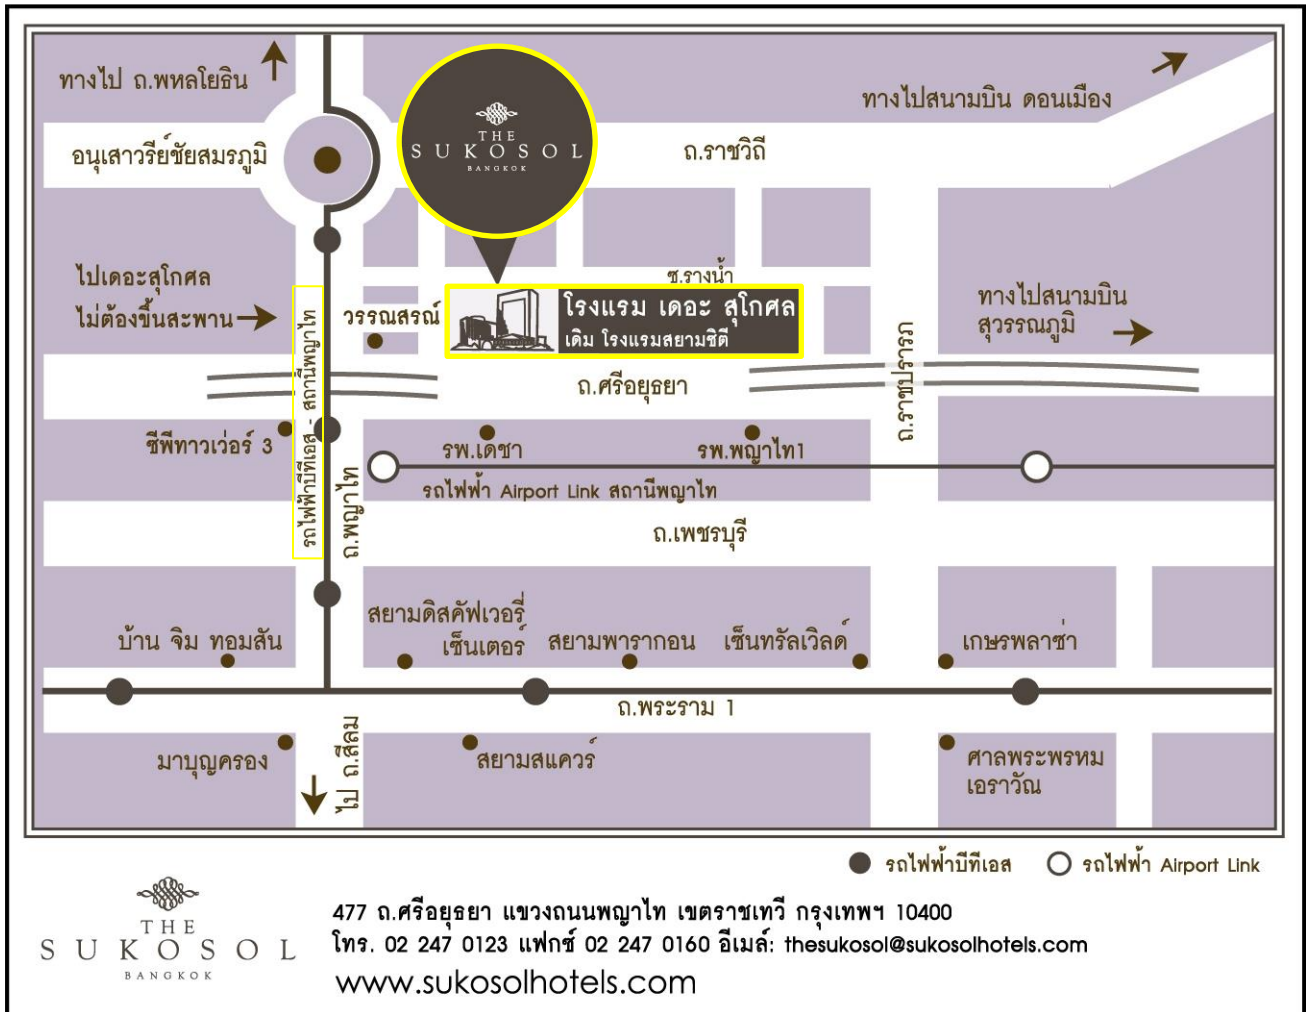 ทางไป ถ.พหลโยธิน
ทางไปสนามบิน ดอนเมือง
THE
SUKOSOL
BANGKOK
อนุเสาวรีย์ชัยสมรภูมิ
ถ.ราชวิถี
ไปเดอะสุโกศล
ไม่ต้องขึ้นสะพาน
ซ.รางน้ำ
วรรณสรณ์
โรงแรม เดอะ สุโกศล
เดิม โรงแรมสยามซิตี
ทางไปสนามบิน
สุวรรณภูมิ
รถไฟฟ้าบีทีเอส - สถานีพญาไท
ถ.ศรีอยุธยา
ถ.ราชปรารภ
ซีพีทาวเว่อร์ 3
รพ.เดชา
รพ.พญาไท1
ถ.พญาไท
รถไฟฟ้า Airport Link สถานีพญาไท
ถ.เพชรบุรี
สยามดิสคัฟเวอรี่
เซ็นเตอร์
บ้าน จิม ทอมสัน
สยามพารากอน
เซ็นทรัลเวิลด์
เกษรพลาซ่า
ถ.พระราม 1
ไป ถ.สีลม
มาบุญครอง
สยามสแควร์
ศาลพระพรหม
เอราวัณ
รถไฟฟ้าบีทีเอส
รถไฟฟ้า Airport Link
THE
SUKOSOL
BANGKOK
477 ถ.ศรีอยุธยา แขวงถนนพญาไท เขตราชเทวี กรุงเทพฯ 10400
โทร. 02 247 0123 แฟกซ์ 02 247 0160 อีเมล์: thesukosol@sukosolhotels.com
www.sukosolhotels.com